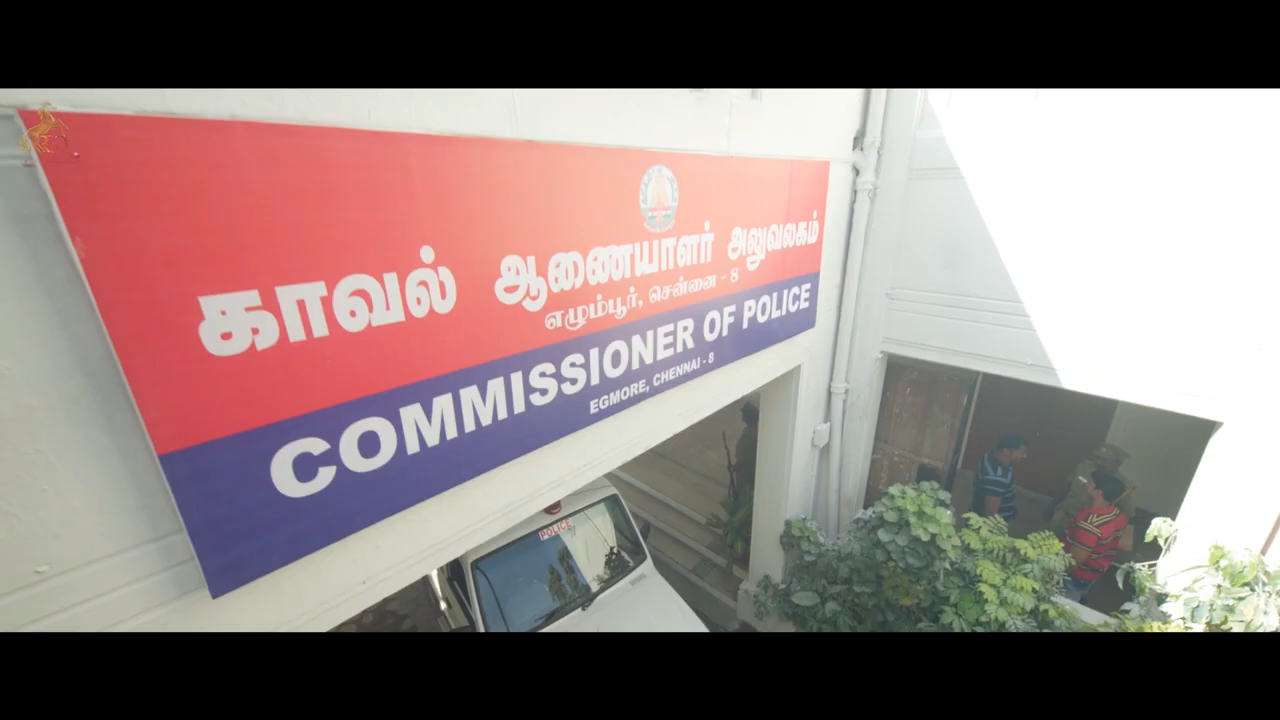 காவல் ஆணையாளர் அலுவலகம்
எழும்பூர், சென்னை - 8
COMMISSIONER OF POLICE
EGMORE, CHENNAI - 8
POLICE